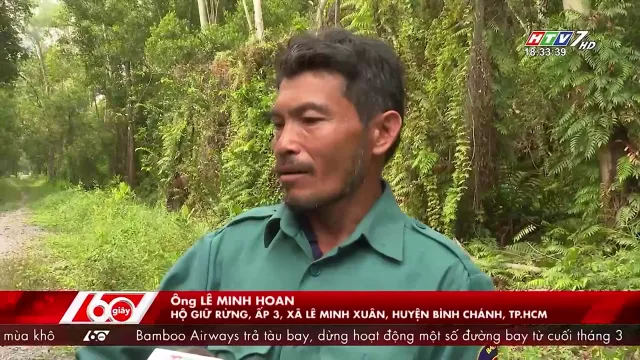 HTV7 HD
18:33:39
60 giây
Ông LÊ MINH HOAN
HỘ GIỮ RỪNG, ẤP 3, XÃ LÊ MINH XUÂN, HUYỆN BÌNH CHÁNH, TP.HCM
mùa khô 60 Bamboo Airways trả tàu bay, dừng hoạt động một số đường bay từ cuối tháng 3